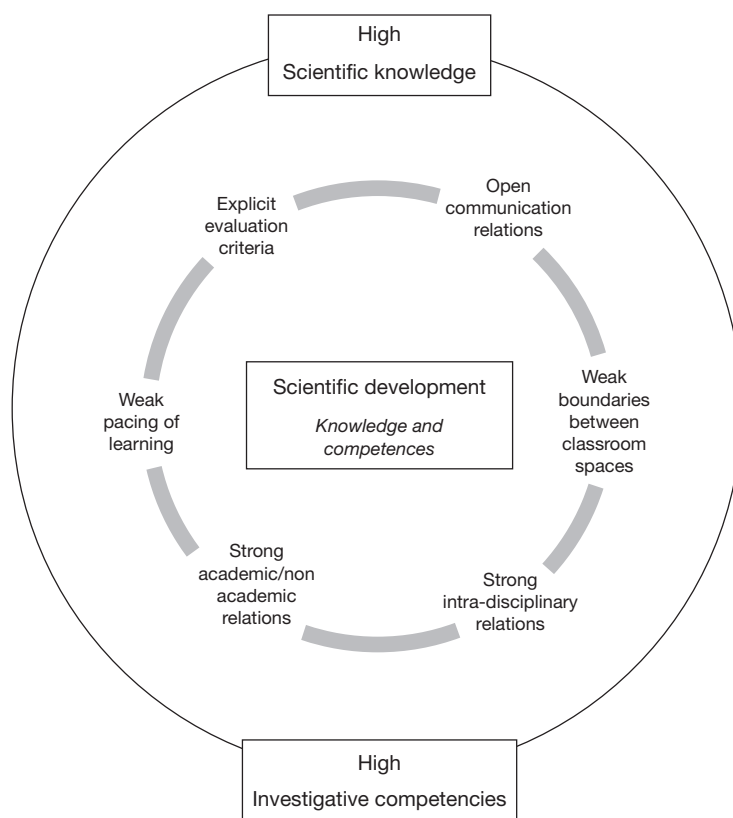 High
Scientific knowledge
Explicit
evaluation
criteria
Open
communication
relations
Weak
pacing of
learning
Scientific development
Knowledge and
competences
Weak
boundaries
between
classroom
spaces
Strong
academic/non
academic
relations
Strong
intra-disciplinary
relations
High
Investigative competencies